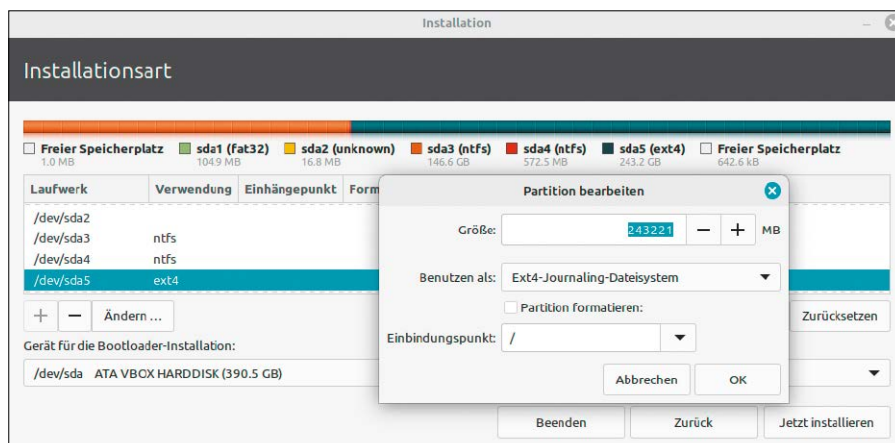 Installation
Installationsart
Freier Speicherplatz sda1 (fat32) sda2 (unknown) sda3 (ntfs) sda4 (ntfs) sda5 (ext4) Freier Speicherplatz
1.0 MB 104.9 MB 16.8 MB 146.6 GB 572.5 MB 243.2 GB 642.6 kB
Laufwerk Verwendung Einhängepunkt Form
/dev/sda2
/dev/sda3 ntfs
/dev/sda4 ntfs
/dev/sda5 ext4
+ − Ändern ... Zurücksetzen
Gerät für die Bootloader-Installation:
/dev/sda ATA VBOX HARDDISK (390.5 GB)
Beenden Zurück Jetzt installieren
Partition bearbeiten
Größe: 243221 − + MB
Benutzen als: Ext4-Journaling-Dateisystem
Partition formatieren:
Einbindungspunkt: /
Abbrechen OK